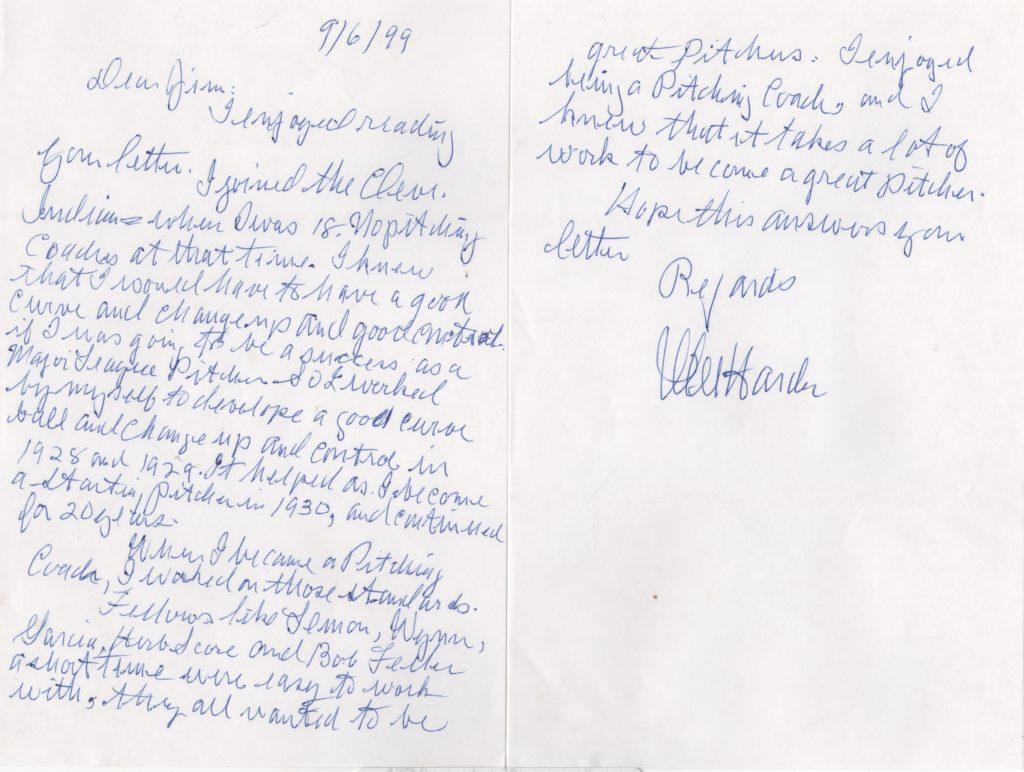 9/6/99
Dear Jim:
I enjoyed reading
your letter.
I joined the Cleve.
Indians when I was 18. No pitching
Coaches at that time. I knew
that I would have to have a good
curve and change up and good control
if I was going to be a success as a
Major League Pitcher. So I worked
by myself to develope a good curve
ball and change up and control in
1928 and 1929. It helped as I become
a starting Pitcher in 1930, and continued
for 20 years.
When I became a Pitching
Coach, I worked on those standards.
Fellows like Lemon, Wynn,
Garcia, Herb Score and Bob Feller
a short time were easy to work
with, they all wanted to be
great Pitchers. I enjoyed
being a Pitching Coach, and I
knew that it takes a lot of
work to become a great pitcher.
Hope this answers your
letter
Regards
Mel Harder